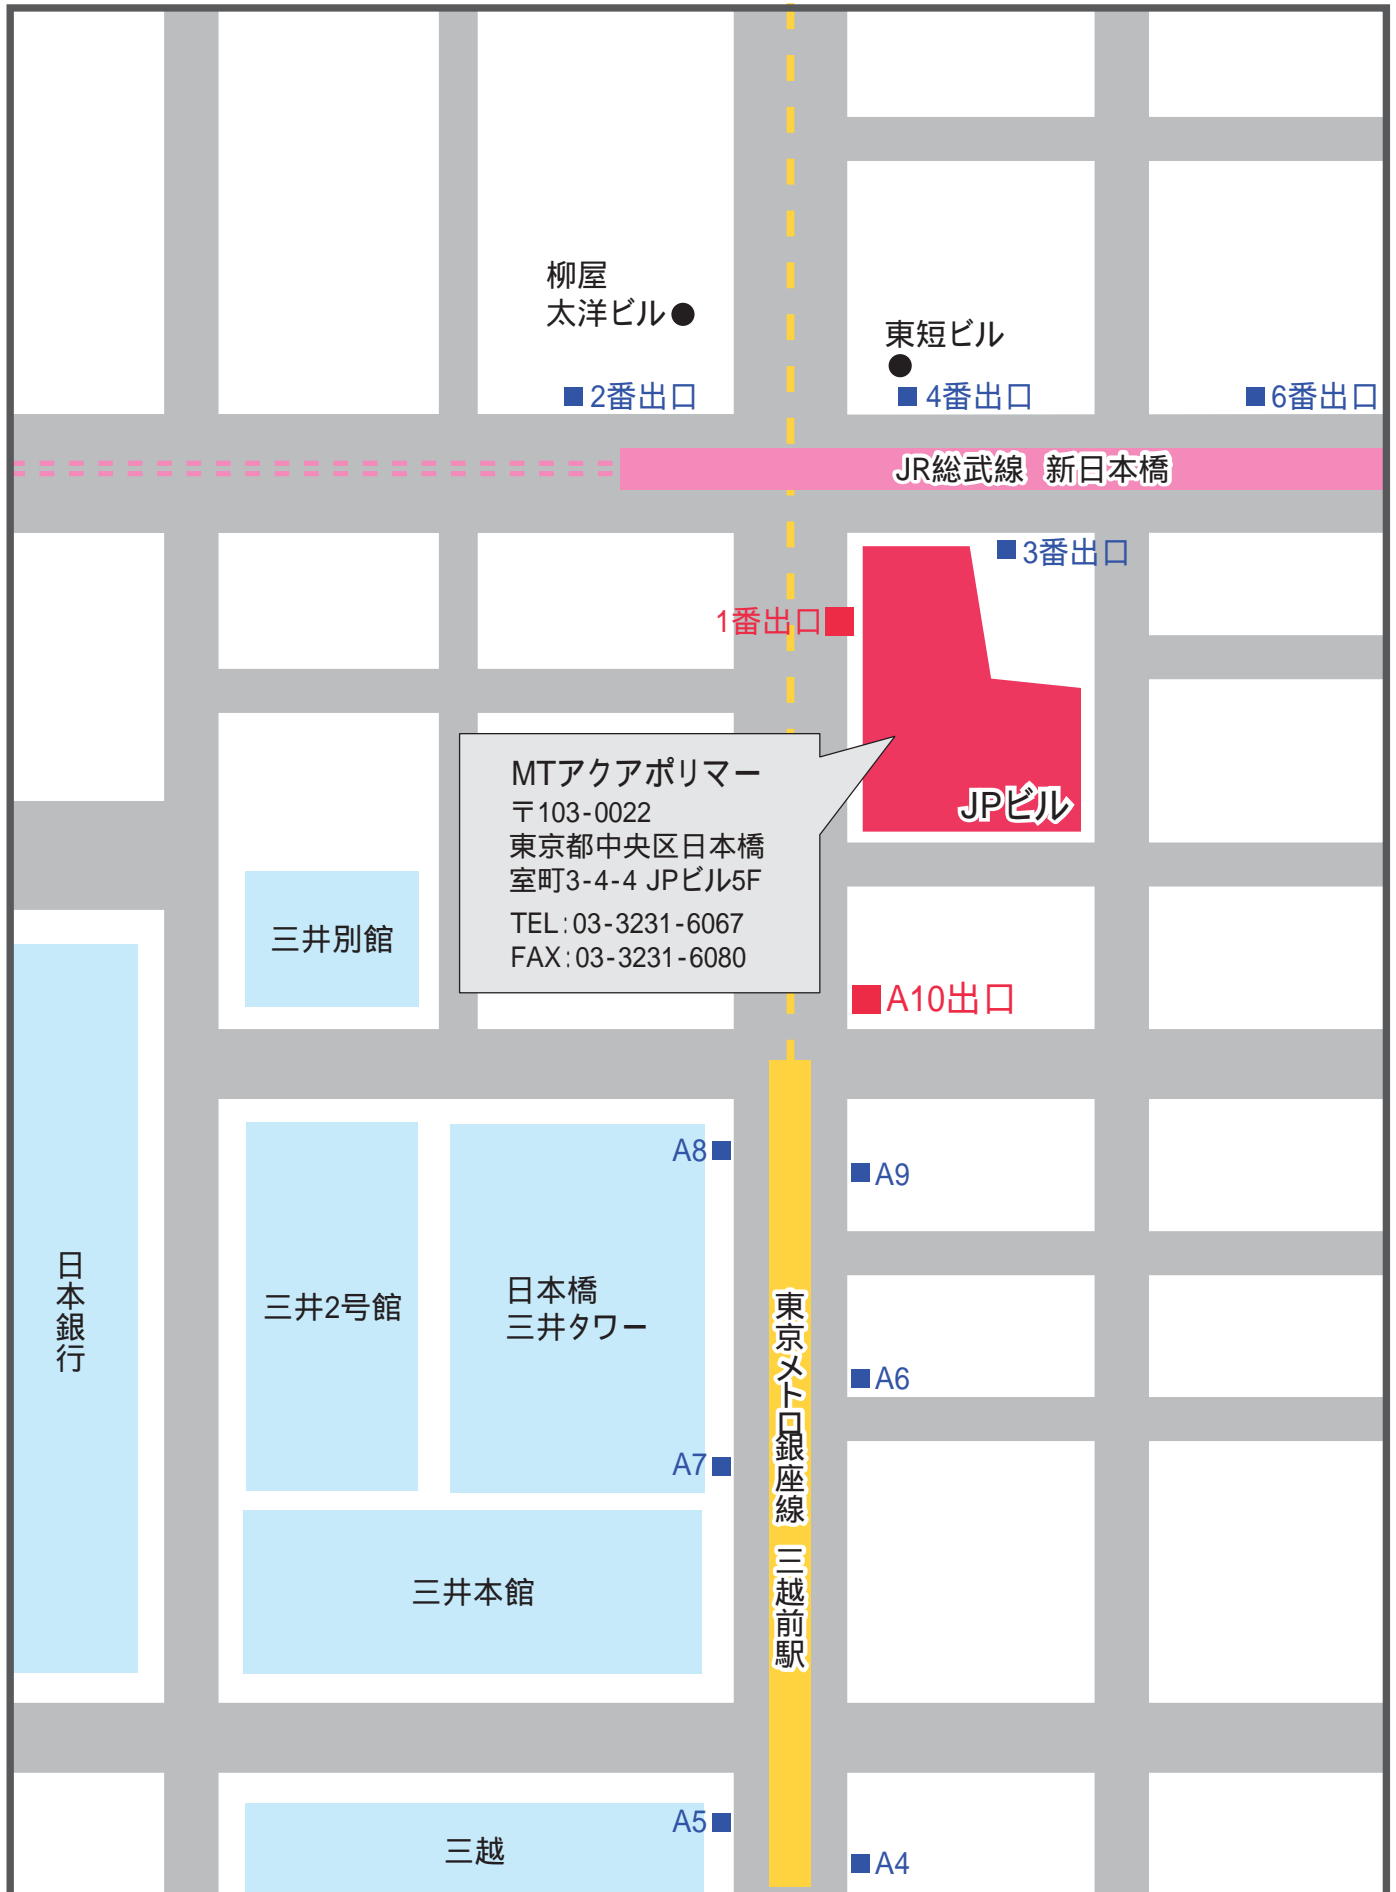 柳屋
太洋ビル
東短ビル
2番出口
4番出口
6番出口
JR総武線 新日本橋
3番出口
1番出口
JPビル
MTアクアポリマー
〒103-0022
東京都中央区日本橋
室町3-4-4 JPビル5F
TEL:03-3231-6067
FAX:03-3231-6080
三井別館
A10出口
A8
A9
日本銀行
三井2号館
日本橋
三井タワー
東京メトロ銀座線 三越前駅
A6
A7
三井本館
A5
三越
A4